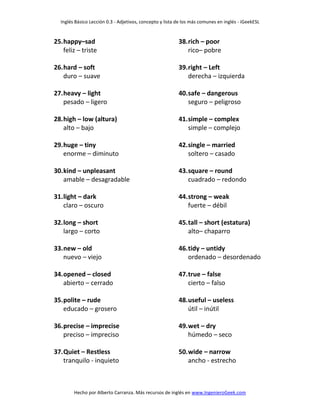 Inglés Básico Lección 0.3 - Adjetivos, concepto y lista de los más comunes en inglés - IGeekESL
25. happy–sad
feliz – triste
26. hard – soft
duro – suave
27. heavy – light
pesado – ligero
28. high – low (altura)
alto – bajo
29. huge – tiny
enorme – diminuto
30. kind – unpleasant
amable – desagradable
31. light – dark
claro – oscuro
32. long – short
largo – corto
33. new – old
nuevo – viejo
34. opened – closed
abierto – cerrado
35. polite – rude
educado – grosero
36. precise – imprecise
preciso – impreciso
37. Quiet – Restless
tranquilo - inquieto
38. rich – poor
rico– pobre
39. right – Left
derecha – izquierda
40. safe – dangerous
seguro – peligroso
41. simple – complex
simple – complejo
42. single – married
soltero – casado
43. square – round
cuadrado – redondo
44. strong – weak
fuerte – débil
45. tall – short (estatura)
alto– chaparro
46. tidy – untidy
ordenado – desordenado
47. true – false
cierto – falso
48. useful – useless
útil – inútil
49. wet – dry
húmedo – seco
50. wide – narrow
ancho - estrecho
Hecho por Alberto Carranza. Más recursos de inglés en www.IngenieroGeek.com